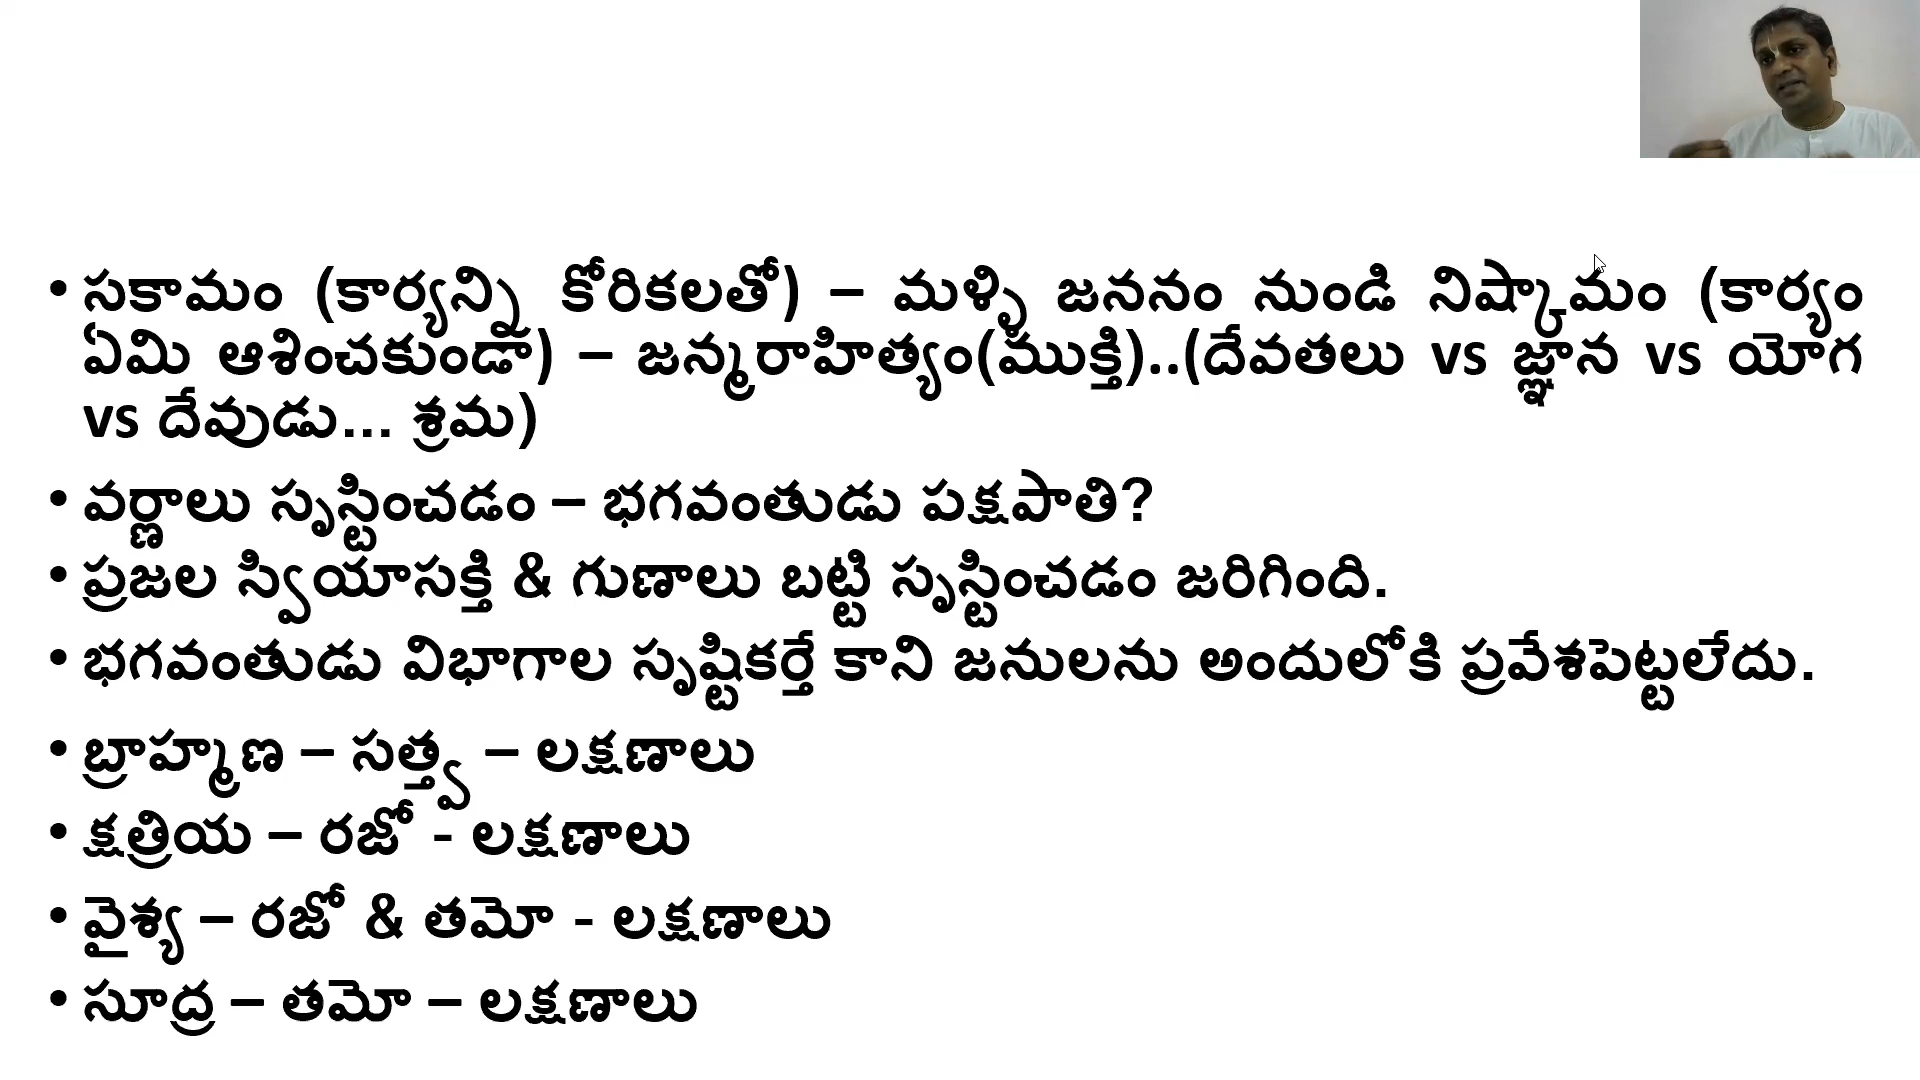 • సకామం (కార్యన్ని కోరికలతో) – మళ్ళి జననం నుండి నిష్కామం (కార్యం
ఏమి ఆశించకుండా) – జన్మరాహిత్యం(ముక్తి)..(దేవతలు vs జ్ఞాన vs యోగ
vs దేవుడు... శ్రమ)
• వర్ణాలు సృస్టించడం – భగవంతుడు పక్షపాతి?
• ప్రజల స్వియాసక్తి & గుణాలు బట్టి సృస్టించడం జరిగింది.
• భగవంతుడు విభాగాల సృష్టికర్తే కాని జనులను అందులోకి ప్రవేశపెట్టలేదు.
• బ్రాహ్మణ – సత్త్వ – లక్షణాలు
• క్షత్రియ – రజో - లక్షణాలు
• వైశ్య – రజో & తమో - లక్షణాలు
• సూద్ర – తమో – లక్షణాలు